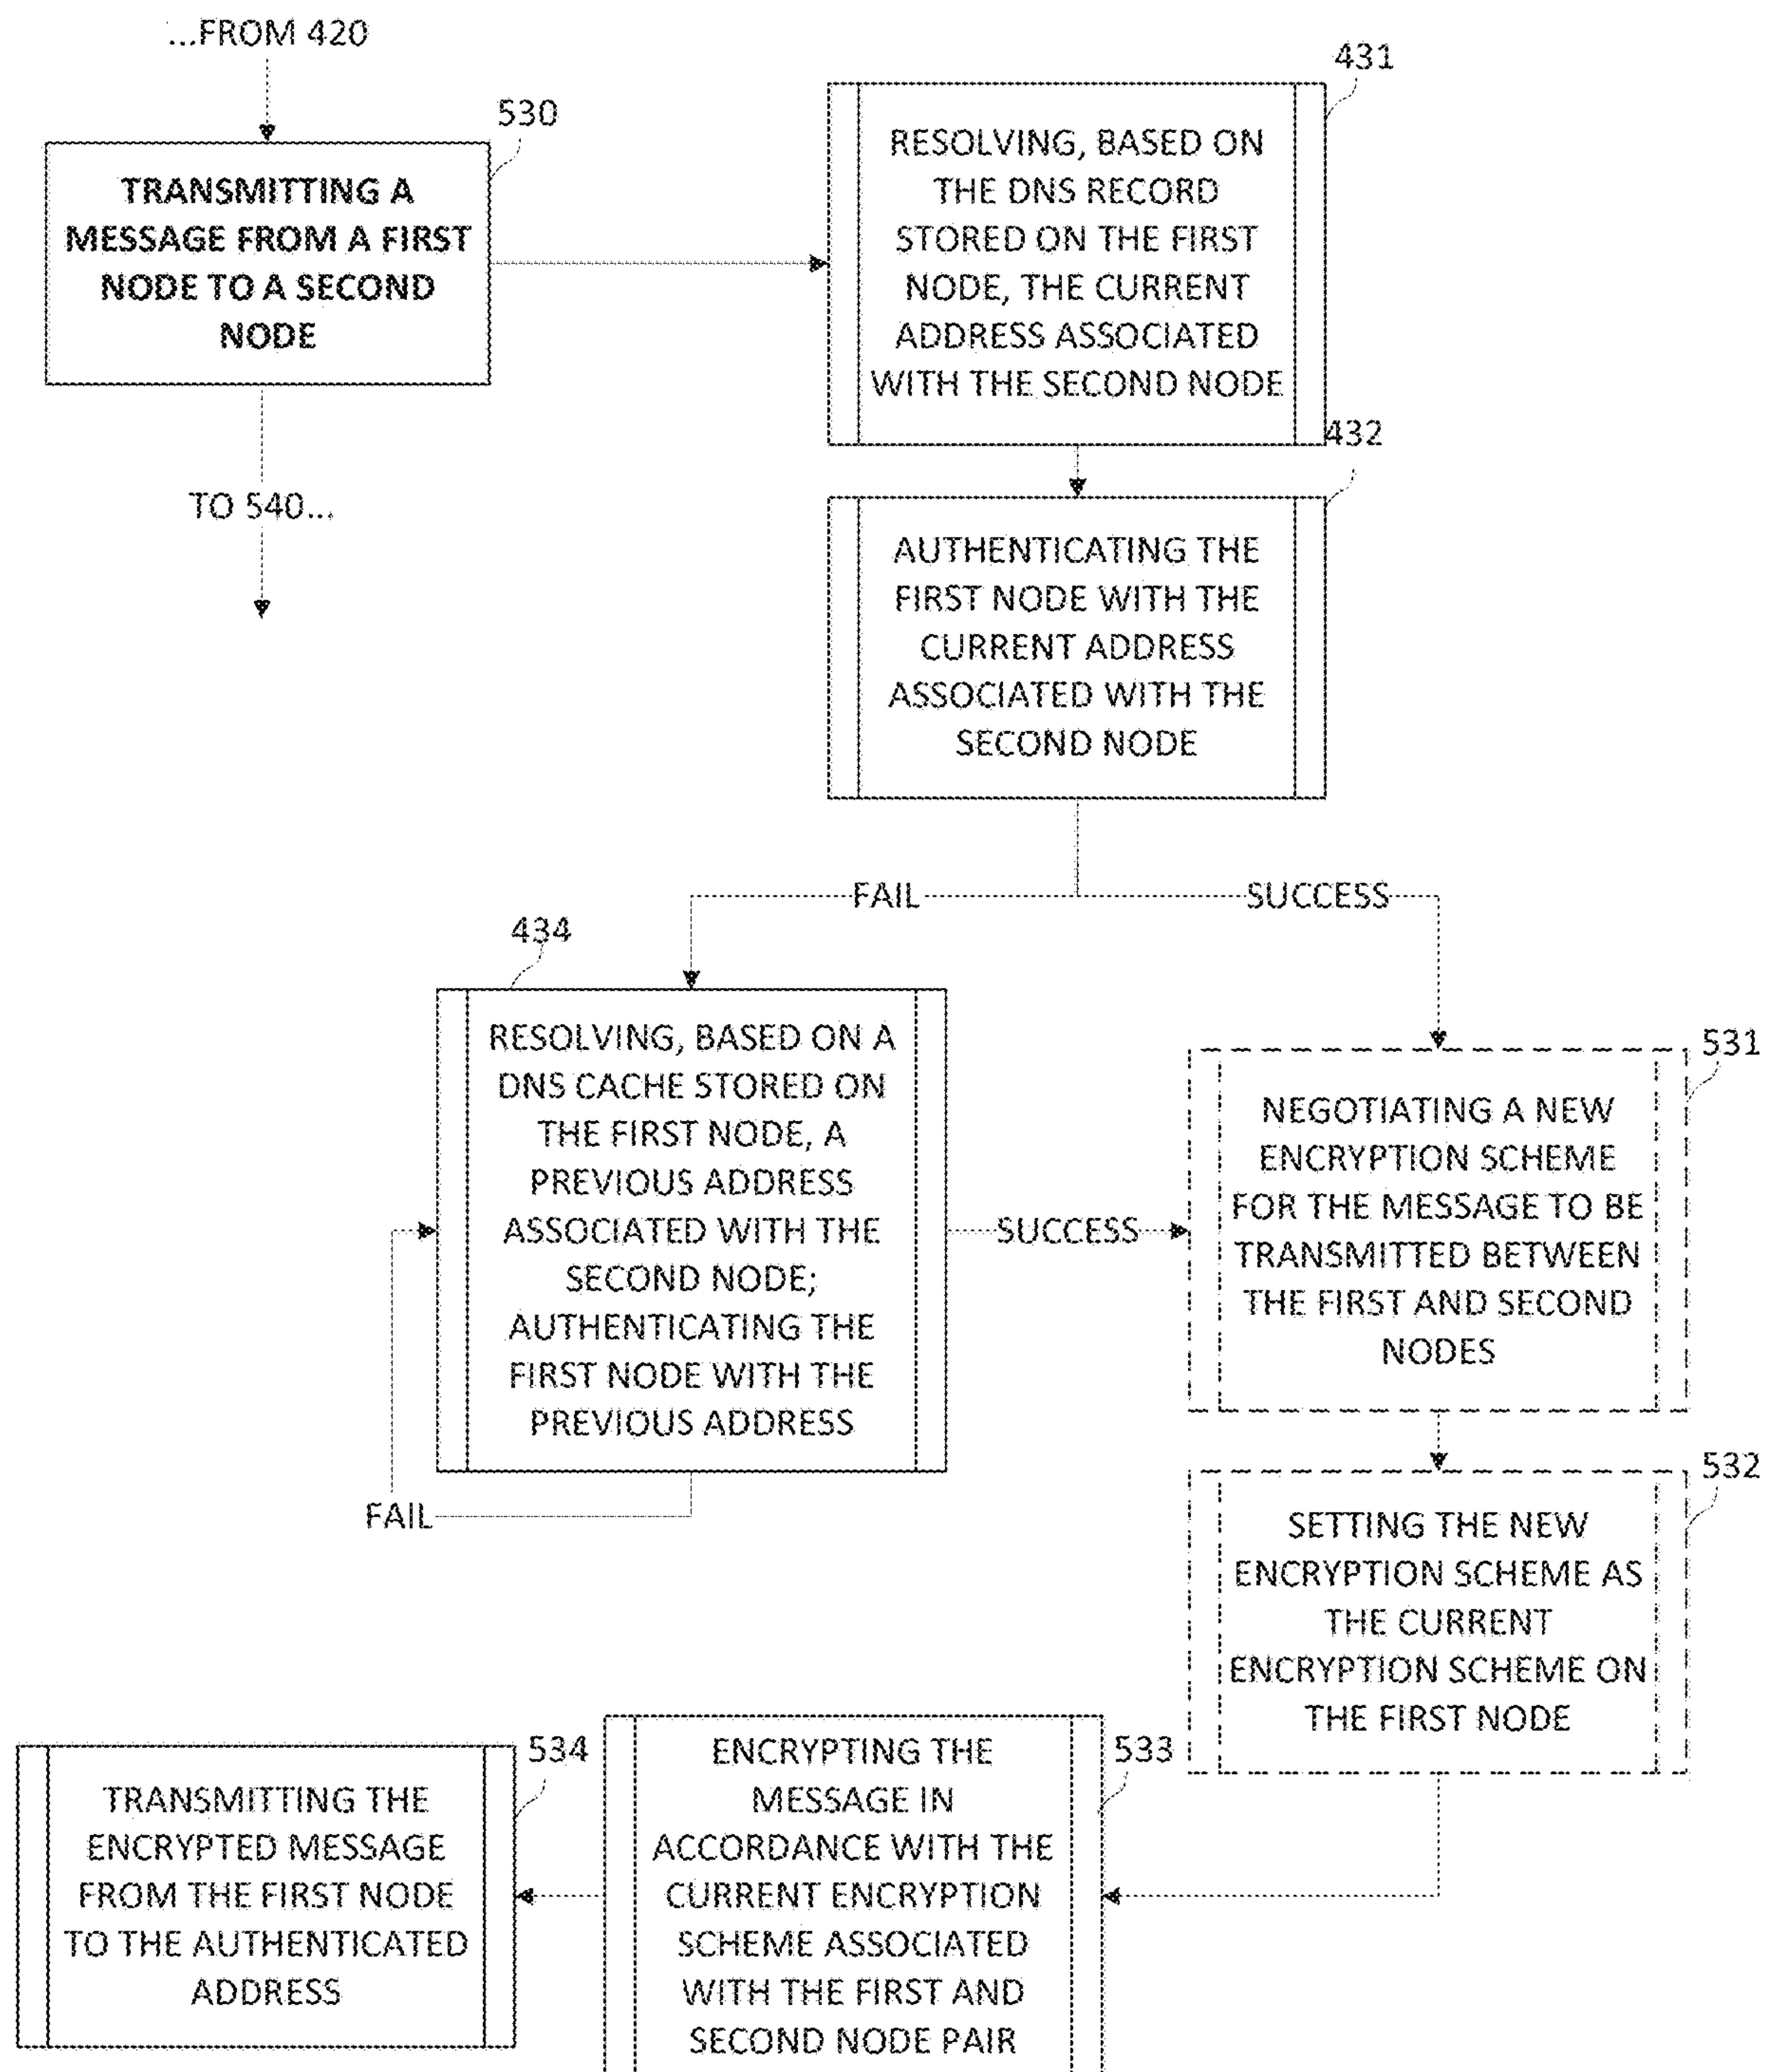 ...FROM 420
530
TRANSMITTING A
MESSAGE FROM A FIRST
NODE TO A SECOND
NODE
TO 540...
431
RESOLVING, BASED ON
THE DNS RECORD
STORED ON THE FIRST
NODE, THE CURRENT
ADDRESS ASSOCIATED
WITH THE SECOND NODE
432
AUTHENTICATING THE
FIRST NODE WITH THE
CURRENT ADDRESS
ASSOCIATED WITH THE
SECOND NODE
FAIL
SUCCESS
434
RESOLVING, BASED ON A
DNS CACHE STORED ON
THE FIRST NODE, A
PREVIOUS ADDRESS
ASSOCIATED WITH THE
SECOND NODE;
AUTHENTICATING THE
FIRST NODE WITH THE
PREVIOUS ADDRESS
FAIL
SUCCESS
531
NEGOTIATING A NEW
ENCRYPTION SCHEME
FOR THE MESSAGE TO BE
TRANSMITTED BETWEEN
THE FIRST AND SECOND
NODES
532
SETTING THE NEW
ENCRYPTION SCHEME AS
THE CURRENT
ENCRYPTION SCHEME ON
THE FIRST NODE
533
ENCRYPTING THE
MESSAGE IN
ACCORDANCE WITH THE
CURRENT ENCRYPTION
SCHEME ASSOCIATED
WITH THE FIRST AND
SECOND NODE PAIR
534
TRANSMITTING THE
ENCRYPTED MESSAGE
FROM THE FIRST NODE
TO THE AUTHENTICATED
ADDRESS